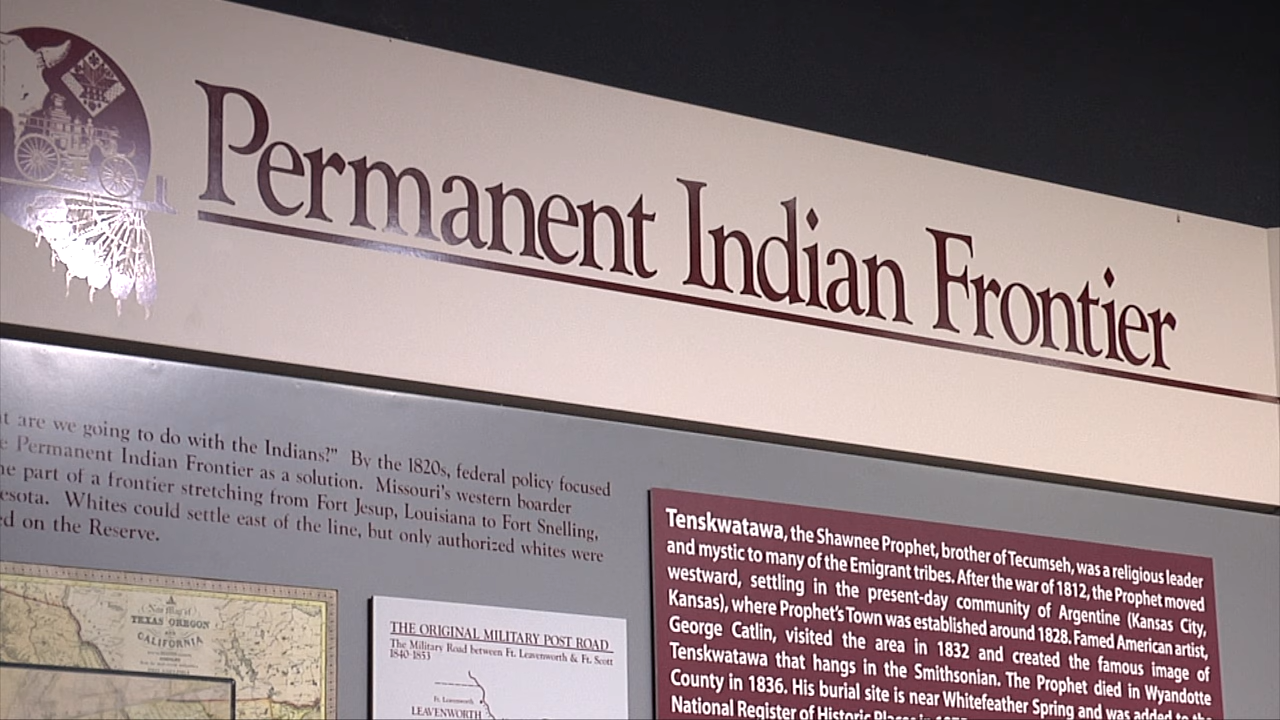 Permanent Indian Frontier
are we going to do with the Indians?" By the 1820s, federal policy focused
Permanent Indian Frontier as a solution. Missouri's western boarder
part of a frontier stretching from Fort Jesup, Louisiana to Fort Snelling,
Whites could settle east of the line, but only authorized whites were
on the Reserve.
New Map of
TEXAS OREGON
AND
CALIFORNIA
THE ORIGINAL MILITARY POST ROAD
The Military Road between Ft. Leavenworth & Ft. Scott
1840-1853
Ft. Leavenworth
LEAVENWORTH
Tenskwatawa, the Shawnee Prophet, brother of Tecumseh, was a religious leader
and mystic to many of the Emigrant tribes. After the war of 1812, the Prophet moved
westward, settling in the present-day community of Argentine (Kansas City,
Kansas), where Prophet's Town was established around 1828. Famed American artist,
George Catlin, visited the area in 1832 and created the famous image of
Tenskwatawa that hangs in the Smithsonian. The Prophet died in Wyandotte
County in 1836. His burial site is near Whitefeather Spring and was added to the
National Register of Historic Places in